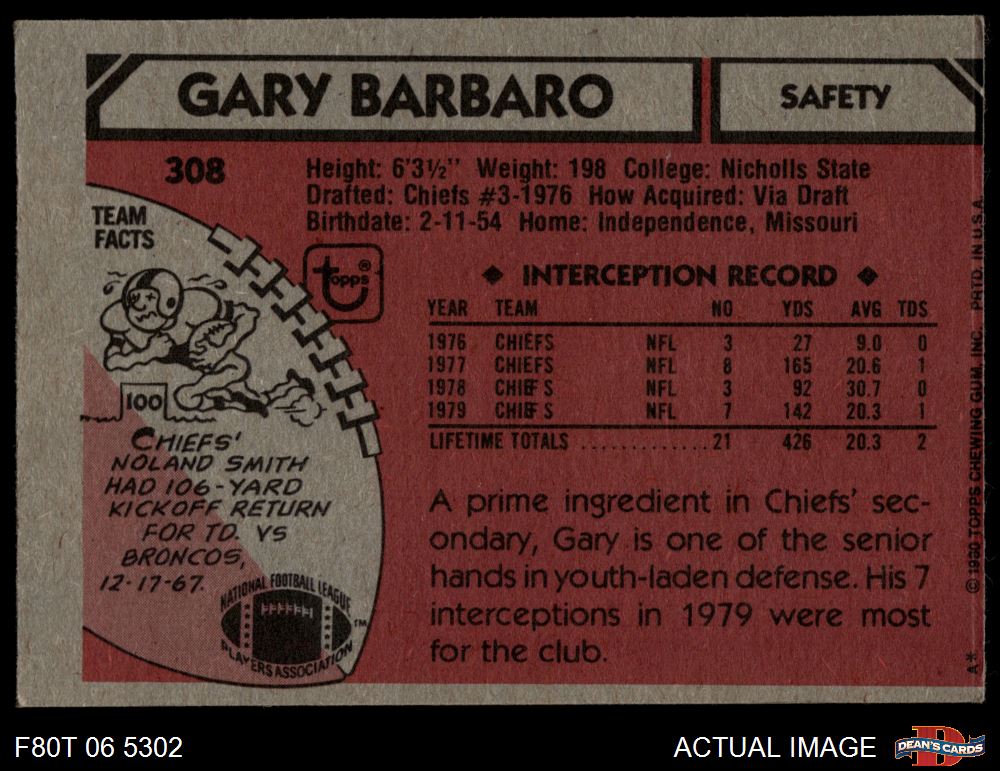 GARY BARBARO
SAFETY
308
Height: 6'3½" Weight: 198 College: Nicholls State
Drafted: Chiefs #3-1976 How Acquired: Via Draft
Birthdate: 2-11-54 Home: Independence, Missouri
TEAM
FACTS
topps®
◆ INTERCEPTION RECORD ◆
YEAR TEAM NO YDS AVG TDS
1976 CHIEFS NFL 3 27 9.0 0
1977 CHIEFS NFL 8 165 20.6 1
1978 CHIEFS NFL 3 92 30.7 0
1979 CHIEFS NFL 7 142 20.3 1
LIFETIME TOTALS ............ 21 426 20.3 2
100
CHIEFS'
NOLAND SMITH
HAD 106-YARD
KICKOFF RETURN
FOR TD. VS
BRONCOS,
12-17-67.
NATIONAL FOOTBALL LEAGUE
PLAYERS ASSOCIATION
TM
A prime ingredient in Chiefs' sec-
ondary, Gary is one of the senior
hands in youth-laden defense. His 7
interceptions in 1979 were most
for the club.
A* © 1980 TOPPS CHEWING GUM, INC. PRTD. IN U.S.A.
F80T 06 5302
ACTUAL IMAGE
DEAN'S CARDS